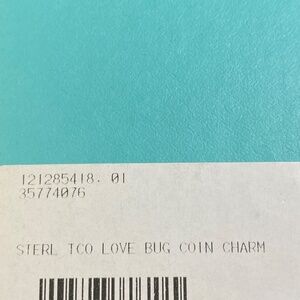 121285418. 01
35774076
STERL TCO LOVE BUG COIN CHARM